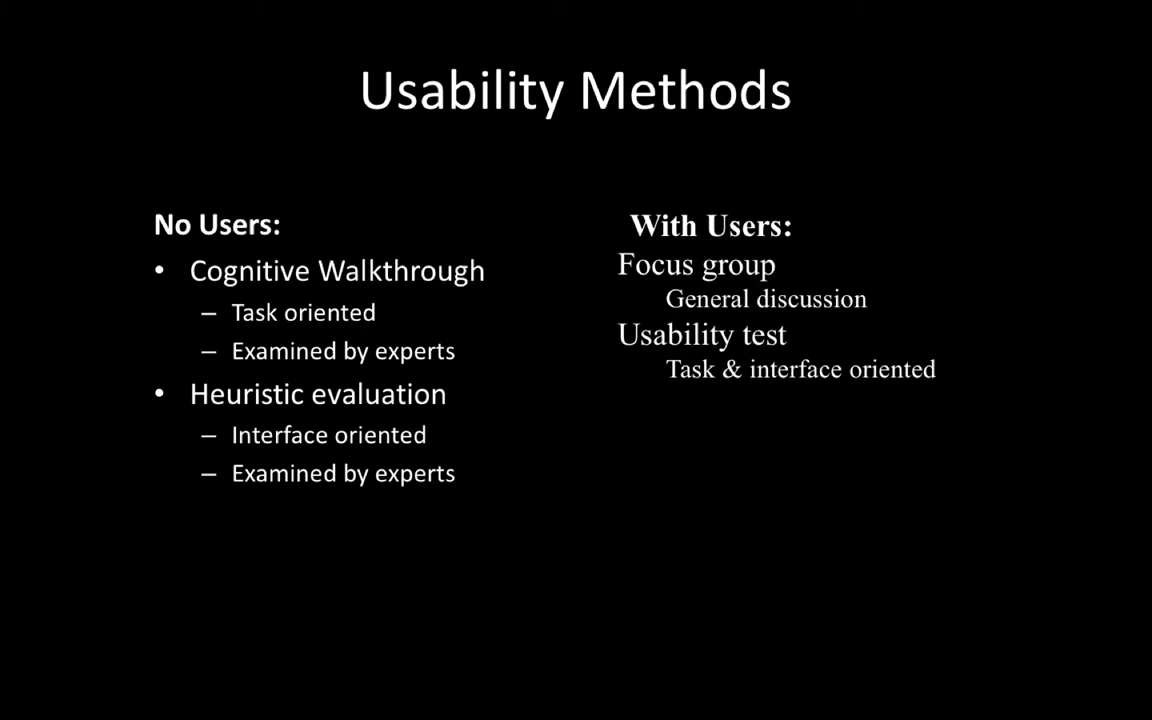 Usability Methods
No Users:
• Cognitive Walkthrough
– Task oriented
– Examined by experts
• Heuristic evaluation
– Interface oriented
– Examined by experts
With Users:
Focus group
General discussion
Usability test
Task & interface oriented